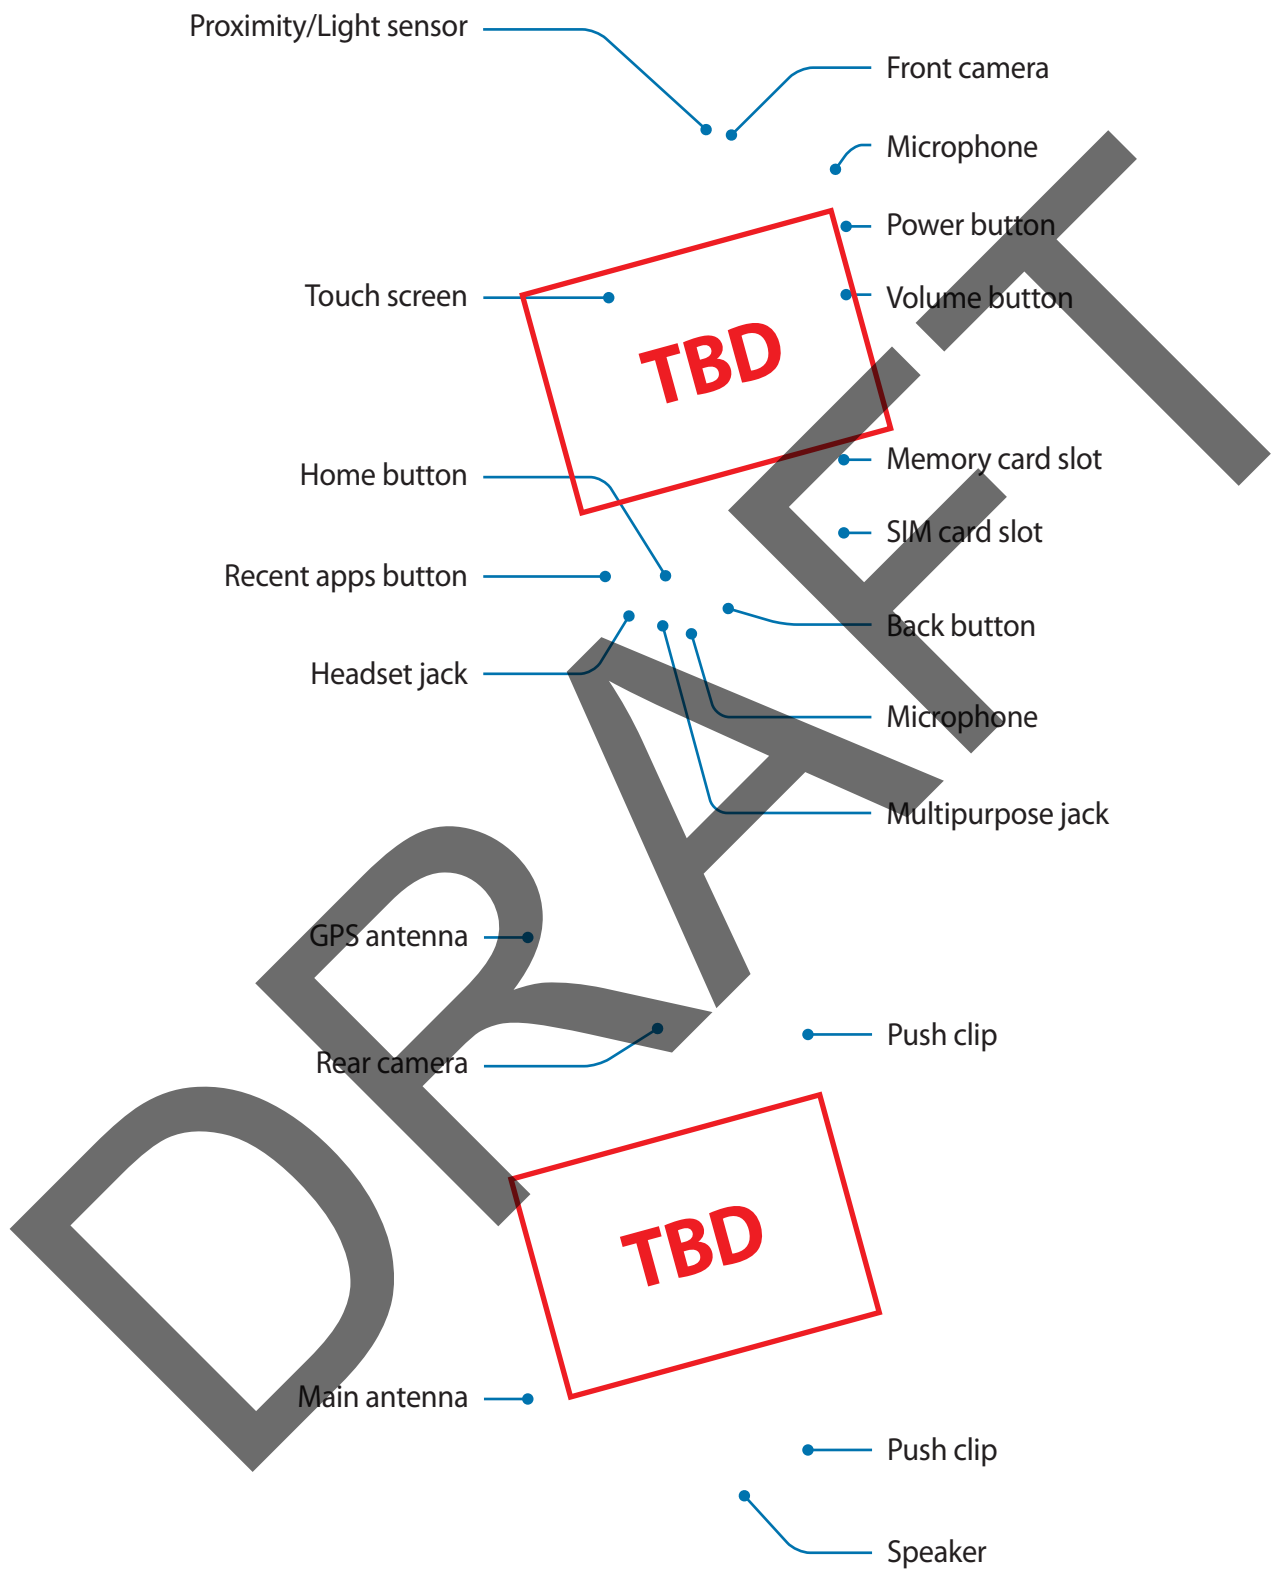 Proximity/Light sensor
Front camera
Microphone
Power button
Touch screen
Volume button
TBD
Home button
Memory card slot
SIM card slot
Recent apps button
Back button
Headset jack
Microphone
Multipurpose jack
GPS antenna
Push clip
Rear camera
TBD
Main antenna
Push clip
Speaker
DRAFT